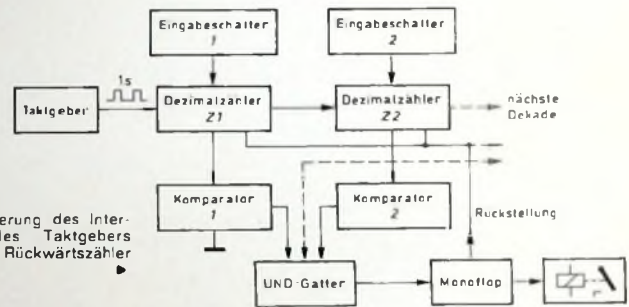 Eingabeschalter
1
Eingabeschalter
2
1s
Taktgeber
Dezimalzähler
Z1
Dezimalzähler
Z2
nächste
Dekade
Komparator
1
Komparator
2
Rückstellung
erung des Inter-
des Taktgebers
Rückwärtszähler
UND-Gatter
Monoflop
r